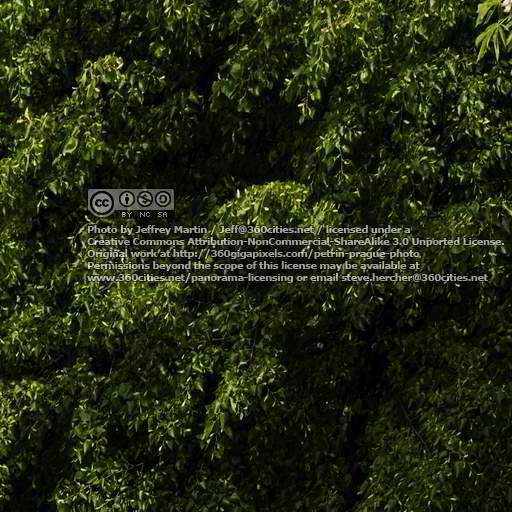 cc
BY NC SA
Photo by Jeffrey Martin / Jeff@360cities.net / licensed under a
Creative Commons Attribution-NonCommercial-ShareAlike 3.0 Unported License.
Original work at http://360gigapixels.com/petrin-prague-photo
Permissions beyond the scope of this license may be available at
www.360cities.net/panorama-licensing or email steve.hercher@360cities.net